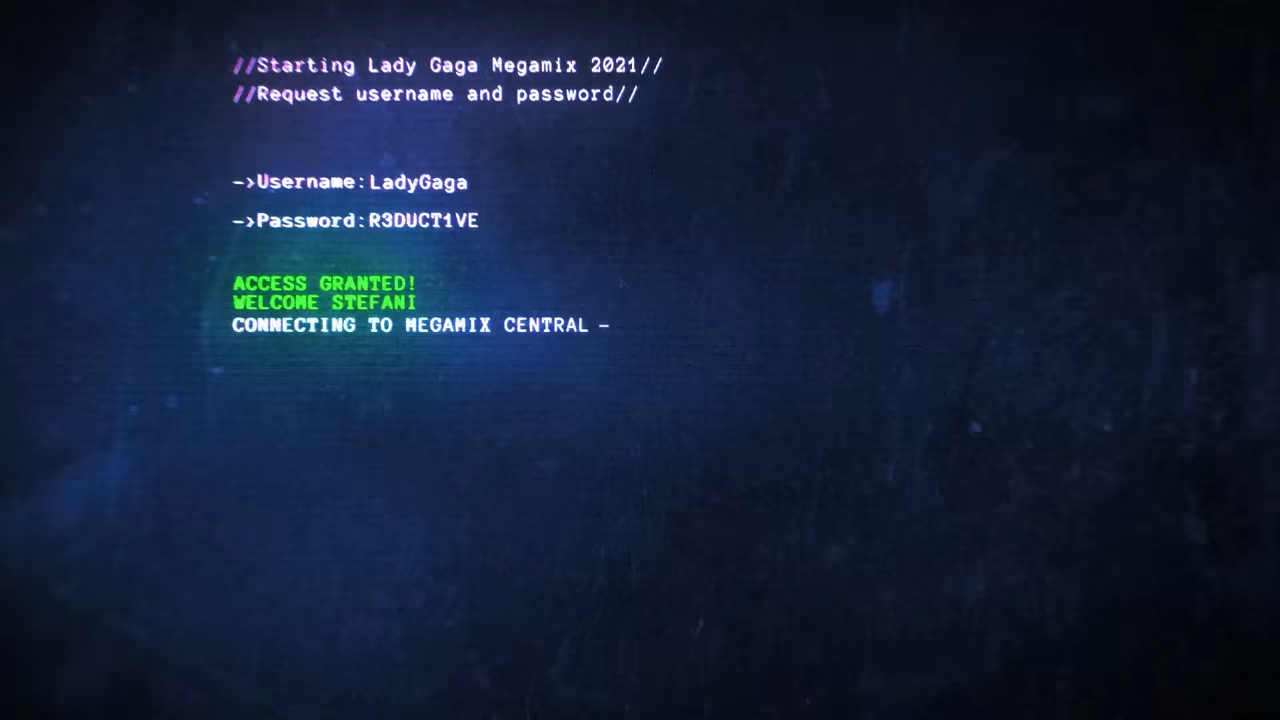 //Starting Lady Gaga Megamix 2021//
//Request username and password//
->Username:LadyGaga
->Password:R3DUCT1VE
ACCESS GRANTED!
WELCOME STEFANI
CONNECTING TO MEGAMIX CENTRAL -